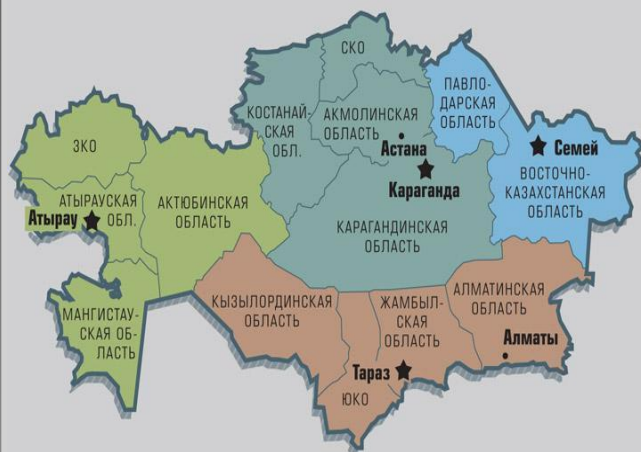 СКО
ПАВЛО-
ДАРСКАЯ
ОБЛАСТЬ
КОСТАНАЙ-
СКАЯ
ОБЛ.
АКМОЛИНСКАЯ
ОБЛАСТЬ
Астана
Караганда
Семей
ВОСТОЧНО-
КАЗАХСТАНСКАЯ
ОБЛАСТЬ
ЗКО
АТЫРАУСКАЯ
ОБЛ.
Атырау
АКТЮБИНСКАЯ
ОБЛАСТЬ
КАРАГАНДИНСКАЯ
ОБЛАСТЬ
МАНГИСТАУ-
СКАЯ ОБ-
ЛАСТЬ
КЫЗЫЛОРДИНСКАЯ
ОБЛАСТЬ
ЖАМБЫЛ-
СКАЯ
ОБЛАСТЬ
АЛМАТИНСКАЯ
ОБЛАСТЬ
Алматы
Тараз
ЮКО